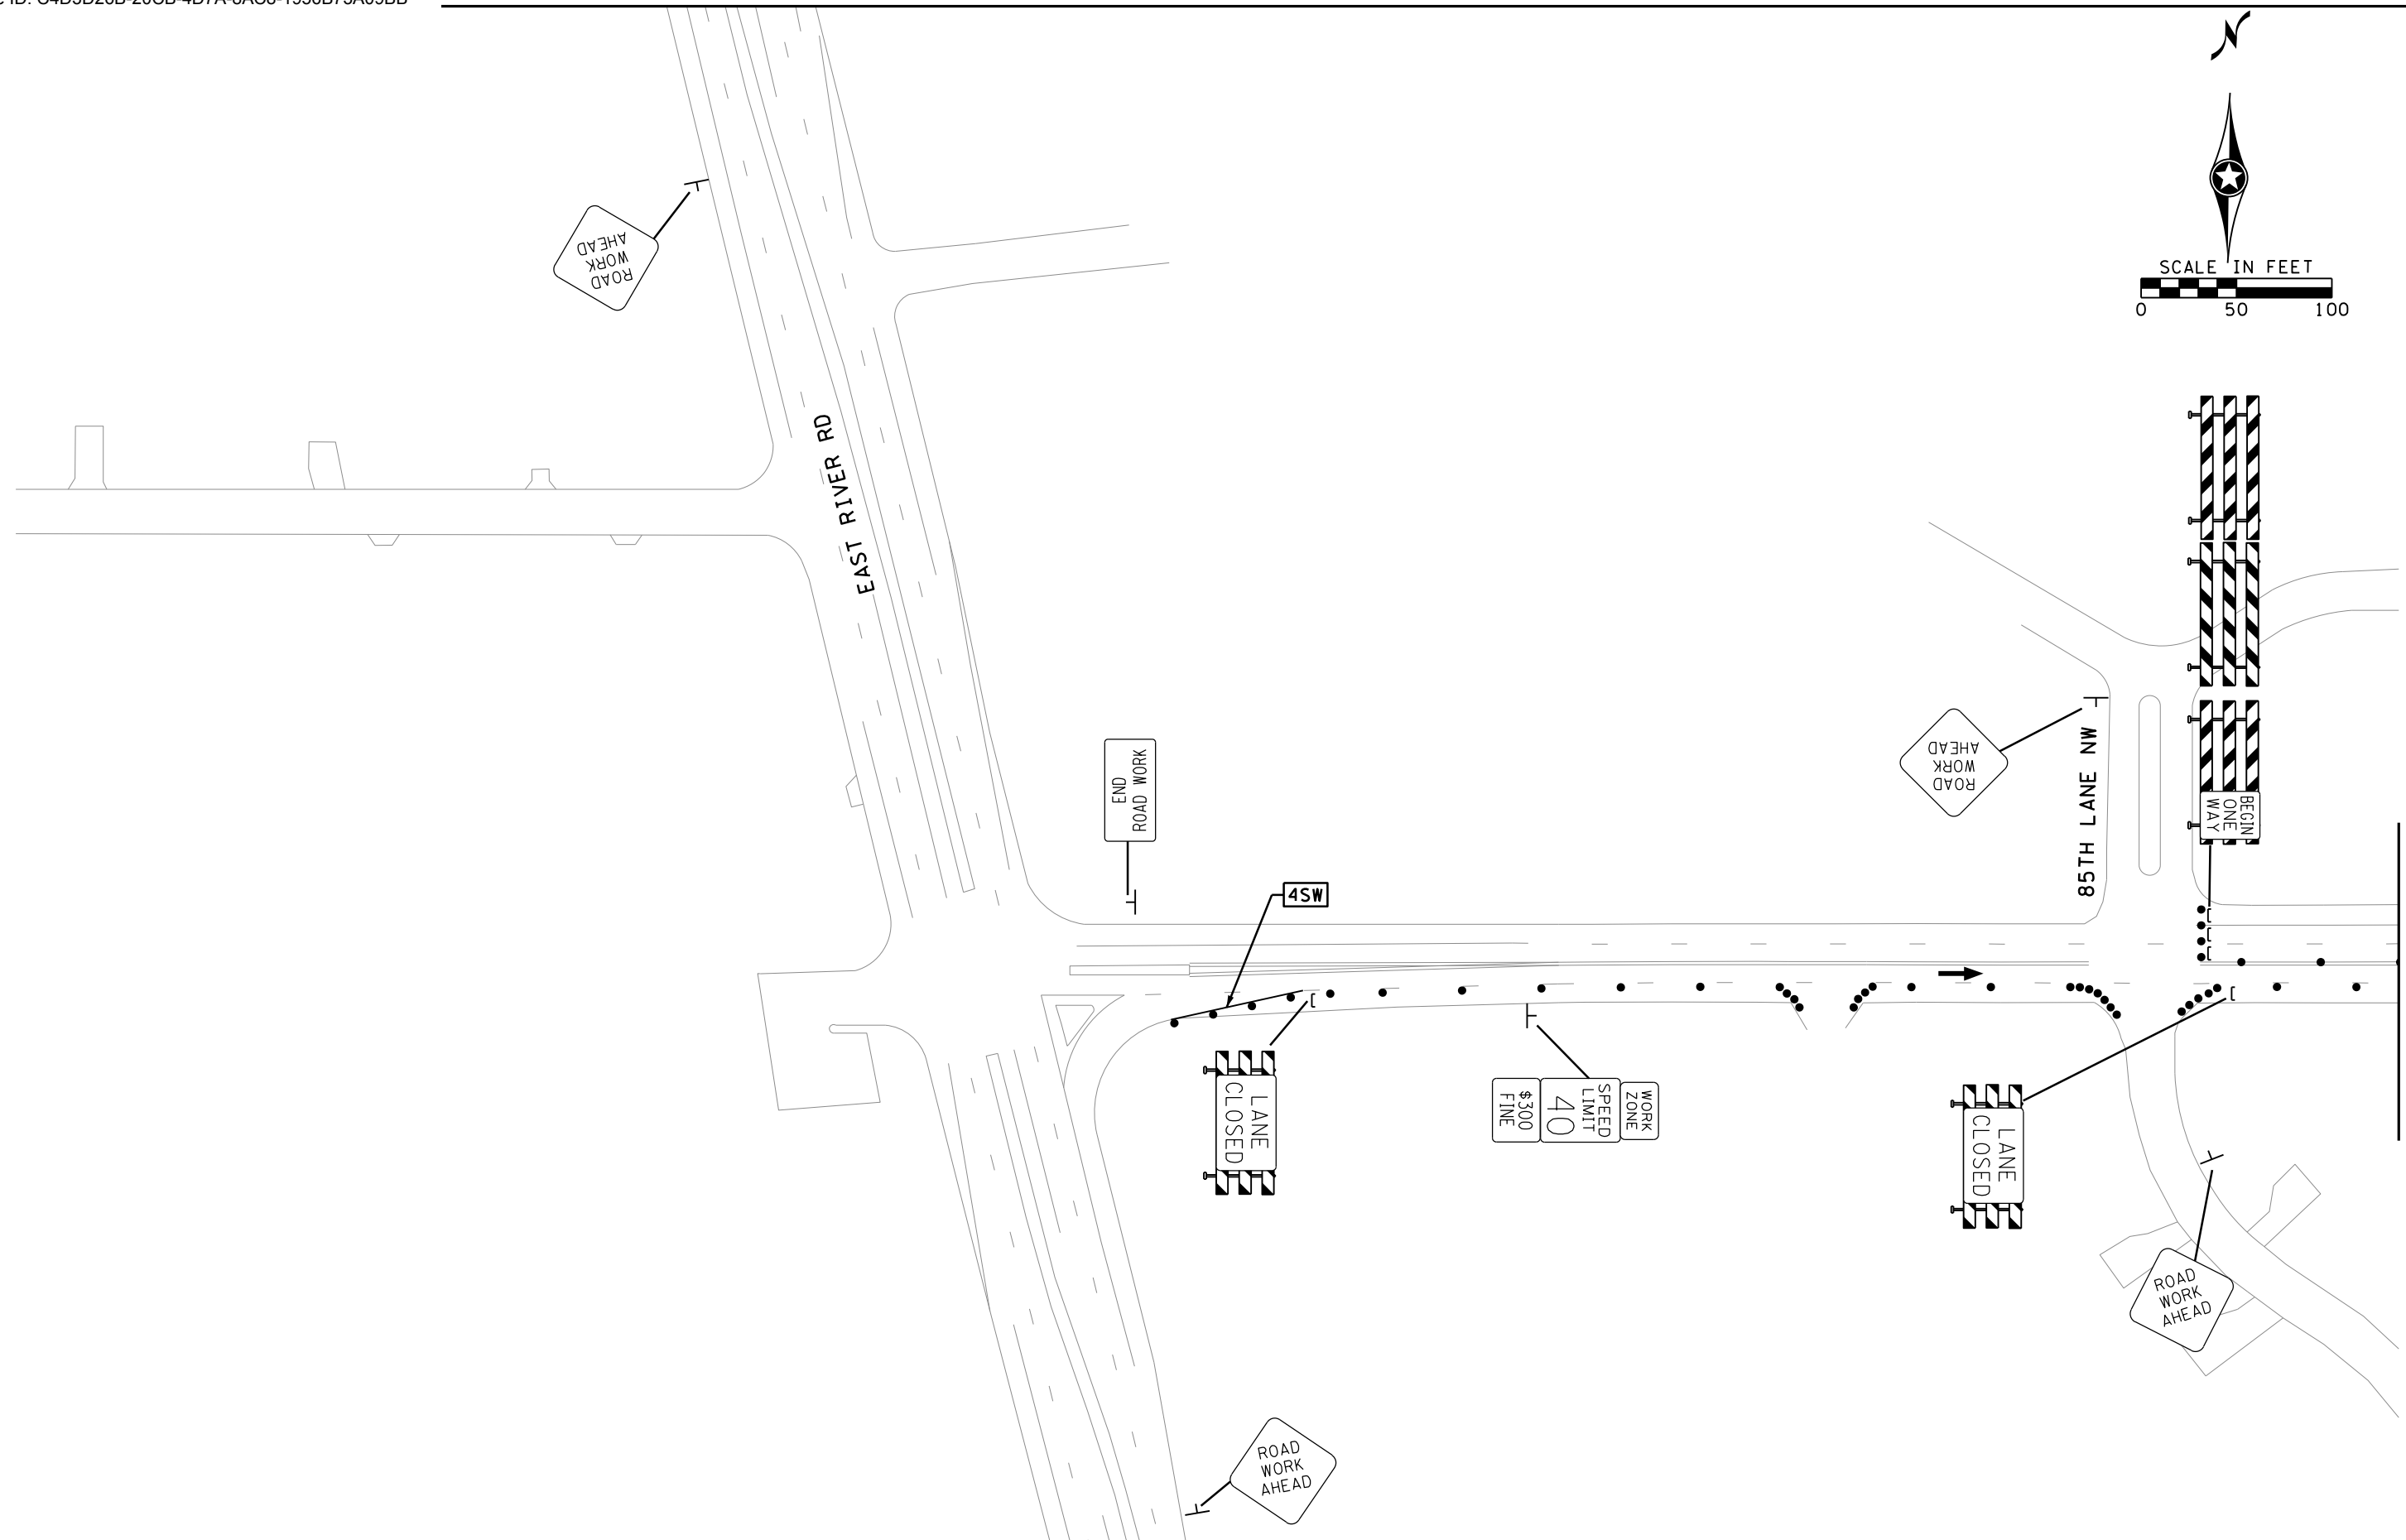 N
SCALE IN FEET
0 50 100
ROAD
WORK
AHEAD
EAST RIVER RD
END
ROAD WORK
4SW
ROAD
WORK
AHEAD
85TH LANE NW
BEGIN
ONE
WAY
LANE
CLOSED
WORK
ZONE
SPEED
LIMIT
40
$300
FINE
LANE
CLOSED
ROAD
WORK
AHEAD
ROAD
WORK
AHEAD